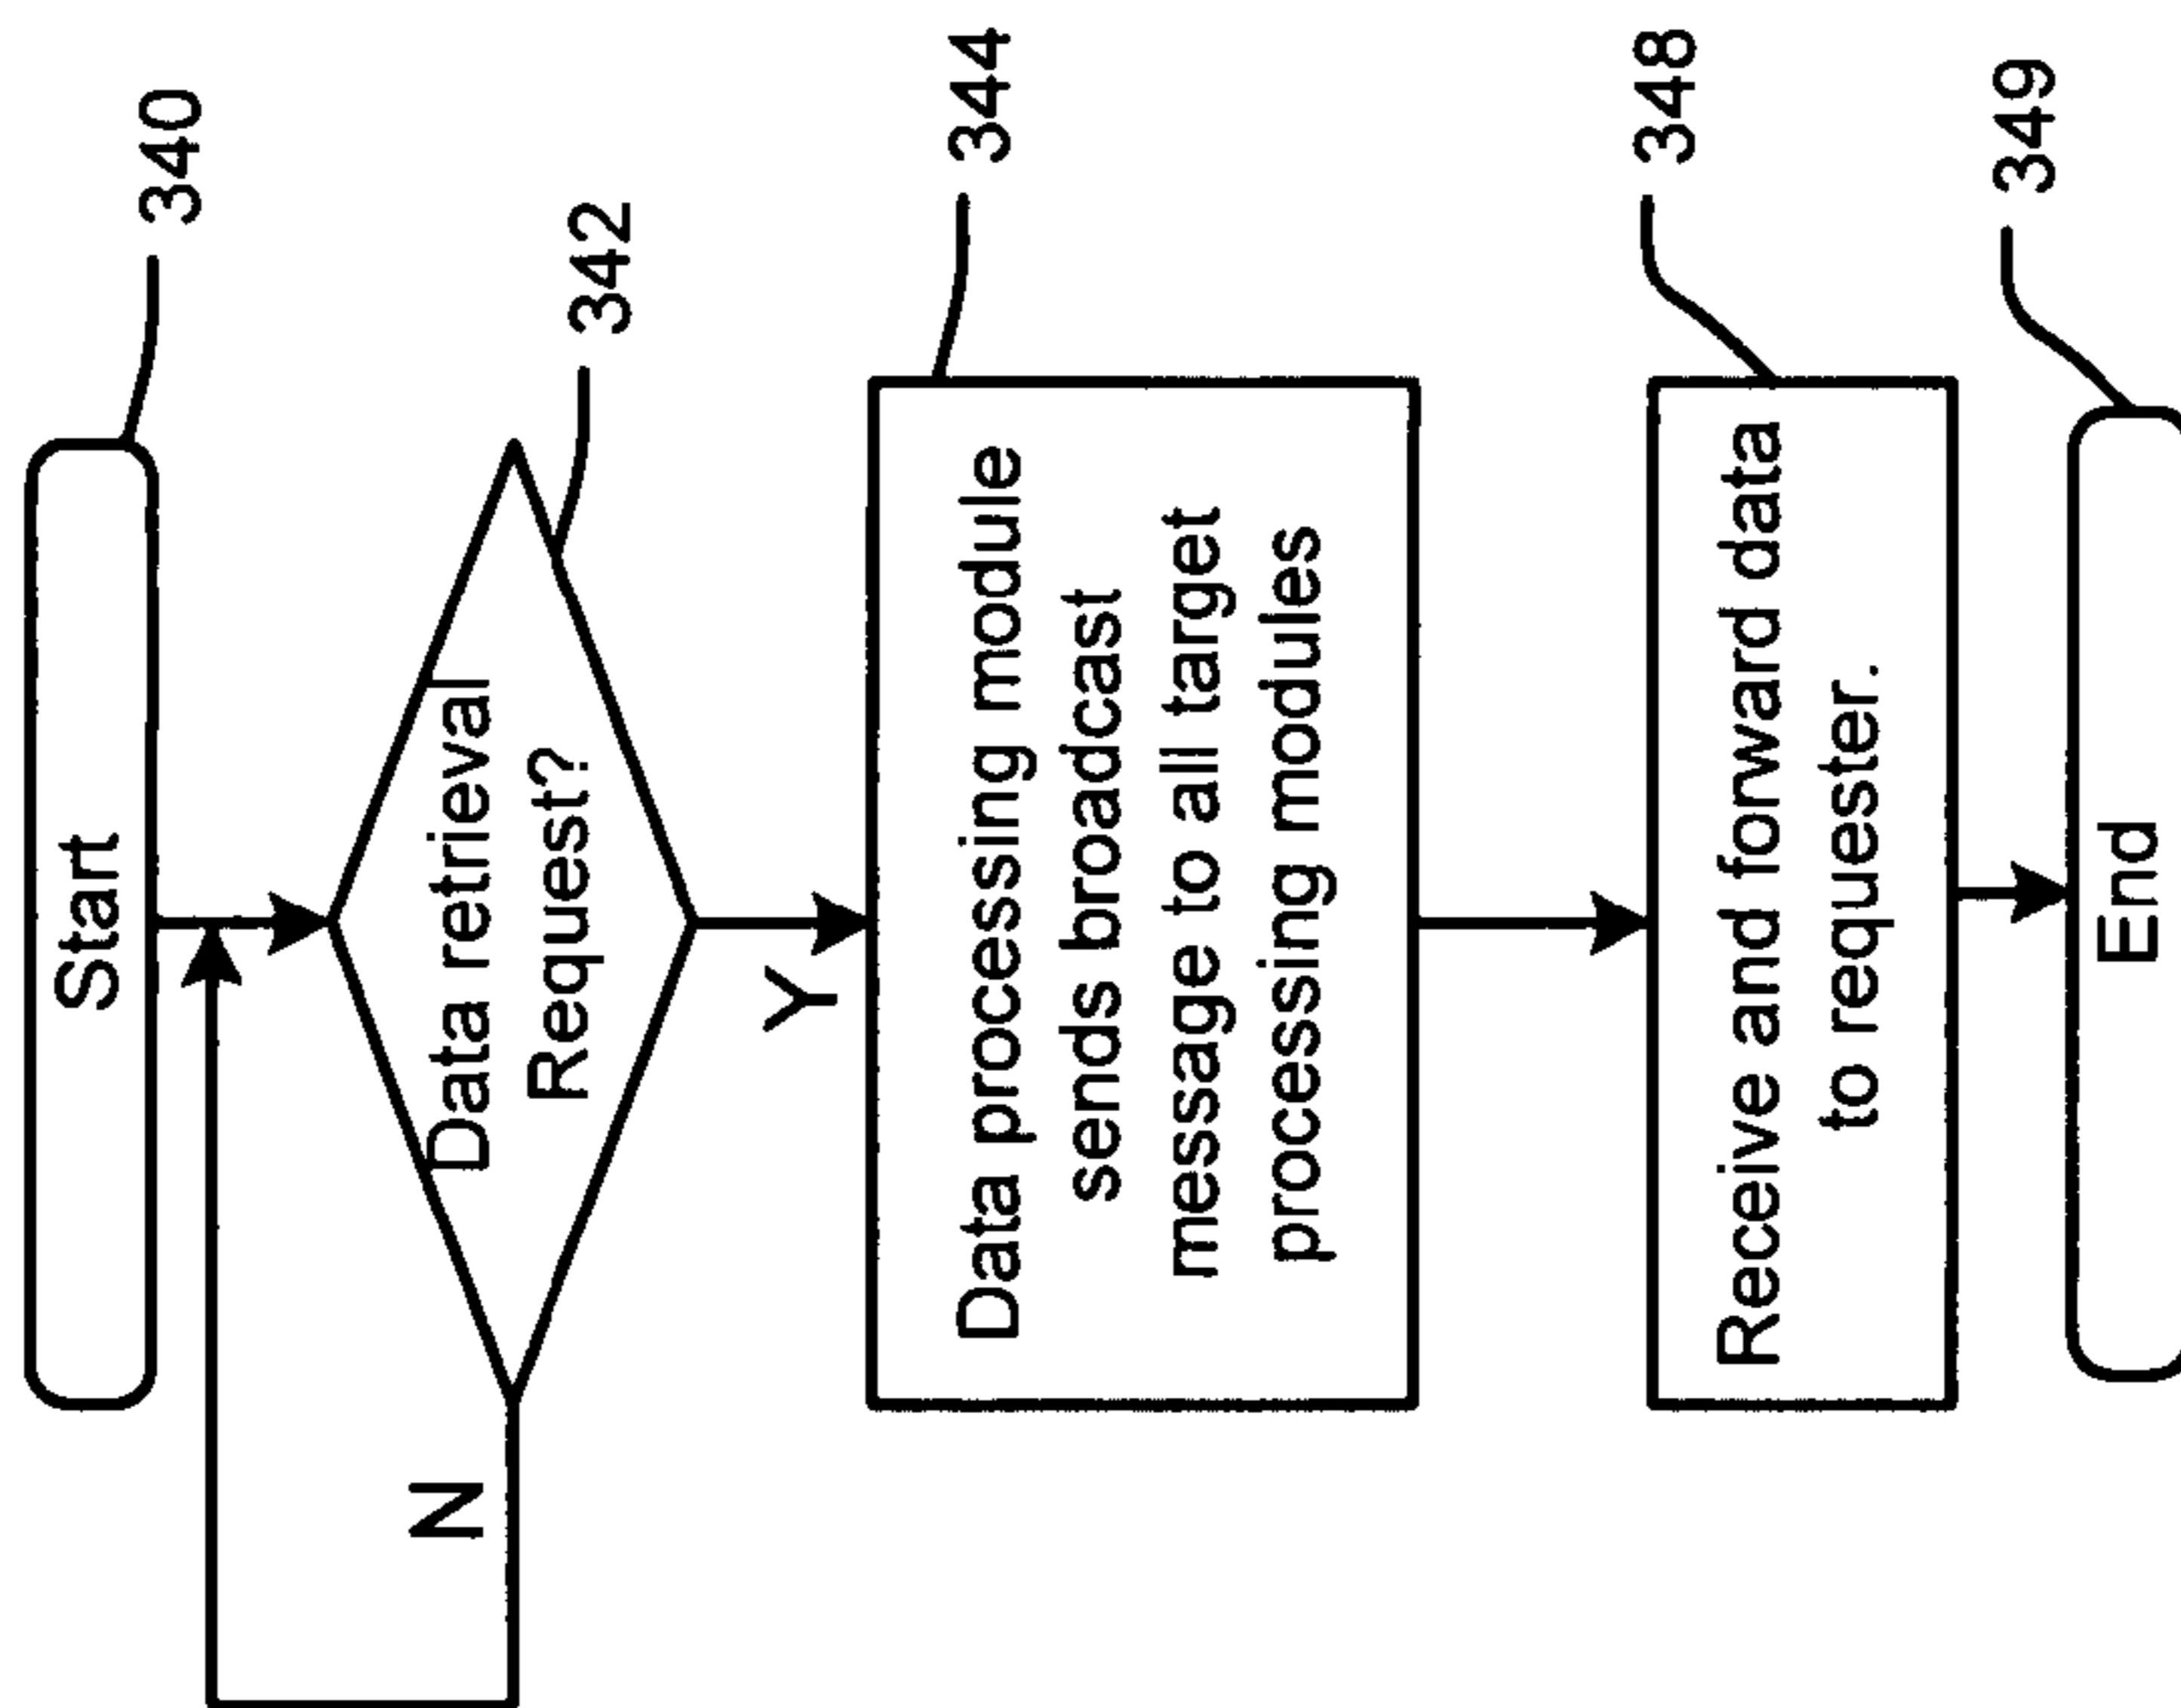 Start
340
Data retrieval
Request?
342
N
Y
Data processing module
sends broadcast
message to all target
processing modules
344
Receive and forward data
to requester.
348
End
349